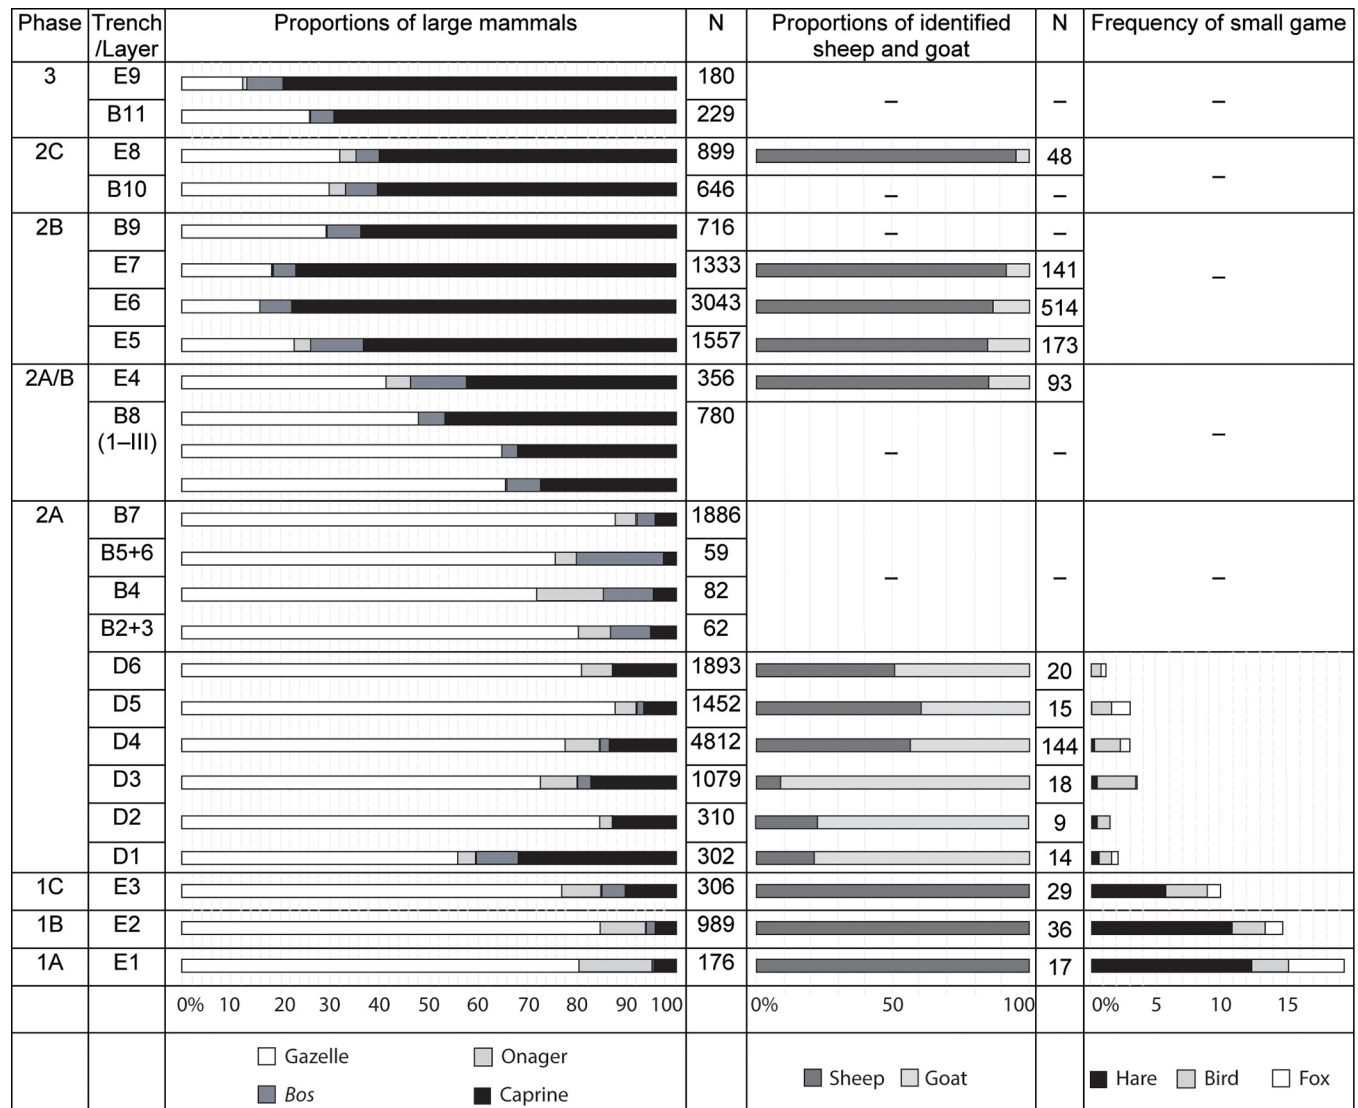 Phase Trench /Layer Proportions of large mammals N Proportions of identified sheep and goat N Frequency of small game
3 E9 180 – – –
B11 229
2C E8 899 48 –
B10 646 – –
2B B9 716 – – –
E7 1333 141
E6 3043 514
E5 1557 173
2A/B E4 356 93 –
B8 (1–III) 780 – –
2A B7 1886 – – –
B5+6 59
B4 82
B2+3 62
D6 1893 20
D5 1452 15
D4 4812 144
D3 1079 18
D2 310 9
D1 302 14
1C E3 306 29
1B E2 989 36
1A E1 176 17
0% 10 20 30 40 50 60 70 80 90 100 0% 50 100 0% 5 10 15
Gazelle Onager Sheep Goat Hare Bird Fox
Bos Caprine